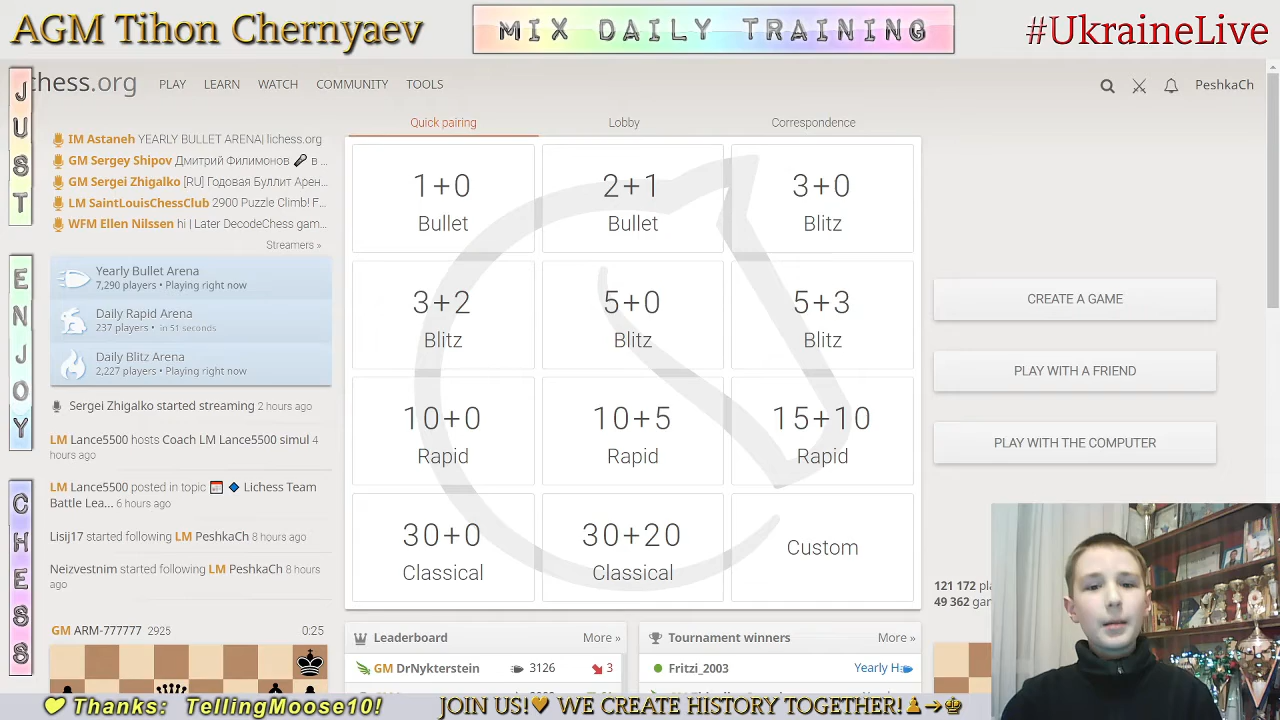 AGM Tihon Chernyaev
MIX DAILY TRAINING
#UkraineLive
JUST
ENJOY
CHESS
chess.org
PLAY
LEARN
WATCH
COMMUNITY
TOOLS
PeshkaCh
IM Astaneh YEARLY BULLET ARENA| lichess.org
GM Sergey Shipov Дмитрий Филимонов 🎤 в ...
GM Sergei Zhigalko [RU] Годовая Буллит Арен...
LM SaintLouisChessClub 2900 Puzzle Climb! F...
WFM Ellen Nilssen hi | Later DecodeChess gam...
Streamers »
Yearly Bullet Arena
7,290 players • Playing right now
Daily Rapid Arena
237 players • in 51 seconds
Daily Blitz Arena
2,227 players • Playing right now
Sergei Zhigalko started streaming 2 hours ago
LM Lance5500 hosts Coach LM Lance5500 simul 4
hours ago
LM Lance5500 posted in topic 🗓 🔷 Lichess Team
Battle Lea... 6 hours ago
Lisij17 started following LM PeshkaCh 8 hours ago
Neizvestnim started following LM PeshkaCh 8 hours
ago
GM ARM-777777 2925 0:25
Quick pairing
Lobby
Correspondence
1+0
Bullet
2+1
Bullet
3+0
Blitz
3+2
Blitz
5+0
Blitz
5+3
Blitz
10+0
Rapid
10+5
Rapid
15+10
Rapid
30+0
Classical
30+20
Classical
Custom
Leaderboard More »
GM DrNykterstein 3126 3
Tournament winners More »
Fritzi_2003 Yearly H
CREATE A GAME
PLAY WITH A FRIEND
PLAY WITH THE COMPUTER
121 172 pl
49 362 gam
💛 Thanks: TellingMoose10!
JOIN US!🧡 WE CREATE HISTORY TOGETHER!♟→♚